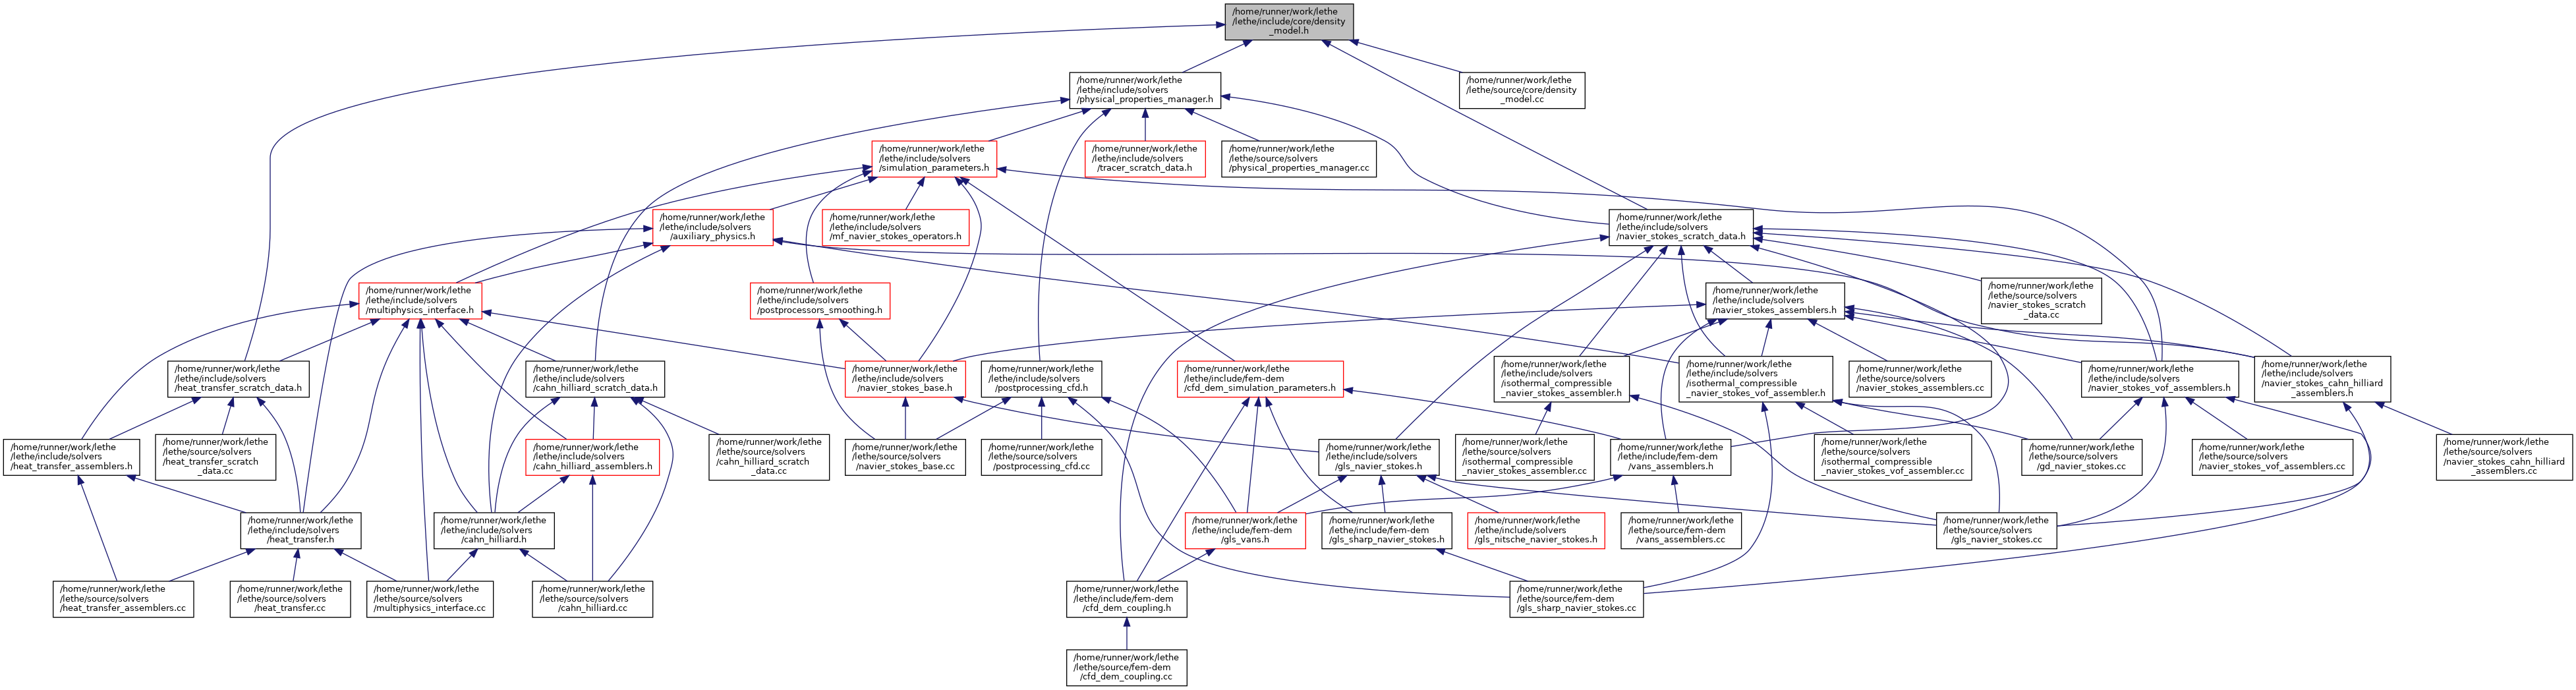 /home/runner/work/lethe
/lethe/include/core/density
_model.h
/home/runner/work/lethe
/lethe/include/solvers
/physical_properties_manager.h
/home/runner/work/lethe
/lethe/source/core/density
_model.cc
/home/runner/work/lethe
/lethe/include/solvers
/simulation_parameters.h
/home/runner/work/lethe
/lethe/include/solvers
/tracer_scratch_data.h
/home/runner/work/lethe
/lethe/source/solvers
/physical_properties_manager.cc
/home/runner/work/lethe
/lethe/include/solvers
/auxiliary_physics.h
/home/runner/work/lethe
/lethe/include/solvers
/mf_navier_stokes_operators.h
/home/runner/work/lethe
/lethe/include/solvers
/navier_stokes_scratch_data.h
/home/runner/work/lethe
/lethe/include/solvers
/multiphysics_interface.h
/home/runner/work/lethe
/lethe/include/solvers
/postprocessors_smoothing.h
/home/runner/work/lethe
/lethe/include/solvers
/navier_stokes_assemblers.h
/home/runner/work/lethe
/lethe/source/solvers
/navier_stokes_scratch
_data.cc
/home/runner/work/lethe
/lethe/include/solvers
/heat_transfer_scratch_data.h
/home/runner/work/lethe
/lethe/include/solvers
/cahn_hilliard_scratch_data.h
/home/runner/work/lethe
/lethe/include/solvers
/navier_stokes_base.h
/home/runner/work/lethe
/lethe/include/solvers
/postprocessing_cfd.h
/home/runner/work/lethe
/lethe/include/fem-dem
/cfd_dem_simulation_parameters.h
/home/runner/work/lethe
/lethe/include/solvers
/isothermal_compressible
_navier_stokes_assembler.h
/home/runner/work/lethe
/lethe/include/solvers
/isothermal_compressible
_navier_stokes_vof_assembler.h
/home/runner/work/lethe
/lethe/source/solvers
/navier_stokes_assemblers.cc
/home/runner/work/lethe
/lethe/include/solvers
/navier_stokes_vof_assemblers.h
/home/runner/work/lethe
/lethe/include/solvers
/navier_stokes_cahn_hilliard
_assemblers.h
/home/runner/work/lethe
/lethe/include/solvers
/heat_transfer_assemblers.h
/home/runner/work/lethe
/lethe/source/solvers
/heat_transfer_scratch
_data.cc
/home/runner/work/lethe
/lethe/include/solvers
/cahn_hilliard_assemblers.h
/home/runner/work/lethe
/lethe/source/solvers
/cahn_hilliard_scratch
_data.cc
/home/runner/work/lethe
/lethe/source/solvers
/navier_stokes_base.cc
/home/runner/work/lethe
/lethe/source/solvers
/postprocessing_cfd.cc
/home/runner/work/lethe
/lethe/include/solvers
/gls_navier_stokes.h
/home/runner/work/lethe
/lethe/source/solvers
/isothermal_compressible
_navier_stokes_assembler.cc
/home/runner/work/lethe
/lethe/include/fem-dem
/vans_assemblers.h
/home/runner/work/lethe
/lethe/source/solvers
/isothermal_compressible
_navier_stokes_vof_assembler.cc
/home/runner/work/lethe
/lethe/source/solvers
/gd_navier_stokes.cc
/home/runner/work/lethe
/lethe/source/solvers
/navier_stokes_vof_assemblers.cc
/home/runner/work/lethe
/lethe/source/solvers
/navier_stokes_cahn_hilliard
_assemblers.cc
/home/runner/work/lethe
/lethe/include/solvers
/heat_transfer.h
/home/runner/work/lethe
/lethe/include/solvers
/cahn_hilliard.h
/home/runner/work/lethe
/lethe/include/fem-dem
/gls_vans.h
/home/runner/work/lethe
/lethe/include/fem-dem
/gls_sharp_navier_stokes.h
/home/runner/work/lethe
/lethe/include/solvers
/gls_nitsche_navier_stokes.h
/home/runner/work/lethe
/lethe/source/fem-dem
/vans_assemblers.cc
/home/runner/work/lethe
/lethe/source/solvers
/gls_navier_stokes.cc
/home/runner/work/lethe
/lethe/source/solvers
/heat_transfer_assemblers.cc
/home/runner/work/lethe
/lethe/source/solvers
/heat_transfer.cc
/home/runner/work/lethe
/lethe/source/solvers
/multiphysics_interface.cc
/home/runner/work/lethe
/lethe/source/solvers
/cahn_hilliard.cc
/home/runner/work/lethe
/lethe/include/fem-dem
/cfd_dem_coupling.h
/home/runner/work/lethe
/lethe/source/fem-dem
/gls_sharp_navier_stokes.cc
/home/runner/work/lethe
/lethe/source/fem-dem
/cfd_dem_coupling.cc